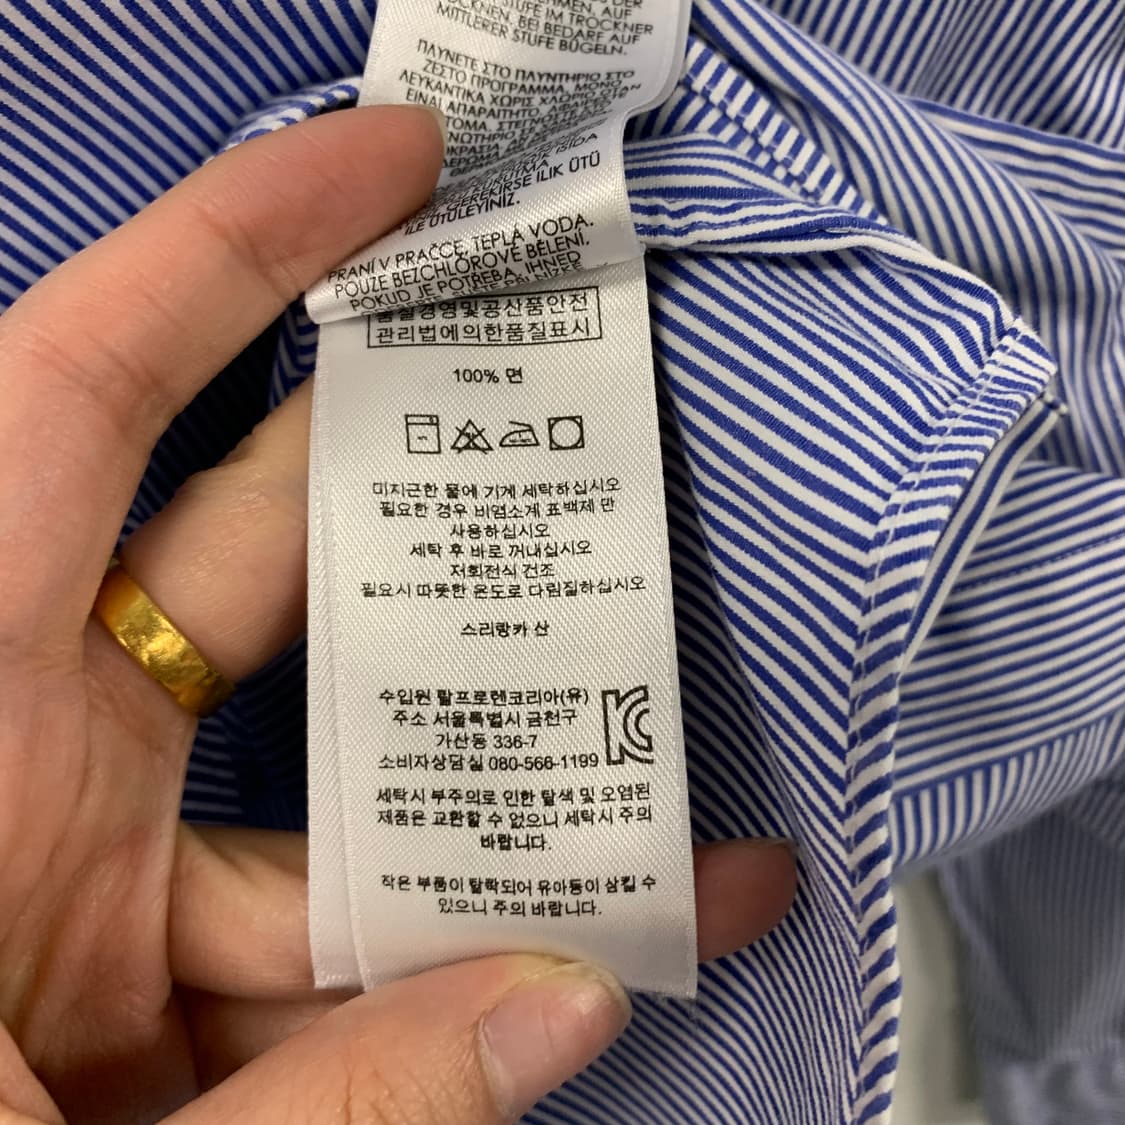 MITTLERER STUFE BÜGELN.
ΠΛΥΝΕΤΕ ΣΤΟ ΠΛΥΝΤΗΡΙΟ ΣΤΟ
ΖΕΣΤΟ ΠΡΟΓΡΑΜΜΑ. ΜΟΝΟ
ΛΕΥΚΑΝΤΙΚΑ ΧΩΡΙΣ ΧΛΩΡΙΟ ΟΤΑΝ
ΕΙΝΑΙ ΑΠΑΡΑΙΤΗΤΟ.
GEREKIRSE ILIK ÜTÜ
ILE ÜTÜLEYINIZ.
PRANÍ V PRAČCE, TEPLÁ VODA.
POUZE BEZCHLÓROVÉ BĚLENÍ,
POKUD JE POTŘEBA. IHNED
품질경영및공산품안전
관리법에의한품질표시
100% 면
미지근한 물에 기계 세탁하십시오
필요한 경우 비염소계 표백제 만
사용하십시오
세탁 후 바로 꺼내십시오
저회전식 건조
필요시 따뜻한 온도로 다림질하십시오
스리랑카 산
수입원 랄프로렌코리아(유)
주소 서울특별시 금천구
가산동 336-7
소비자상담실 080-566-1199
세탁시 부주의로 인한 탈색 및 오염된
제품은 교환할 수 없으니 세탁시 주의
바랍니다.
작은 부품이 탈락되어 유아등이 삼킬 수
있으니 주의 바랍니다.